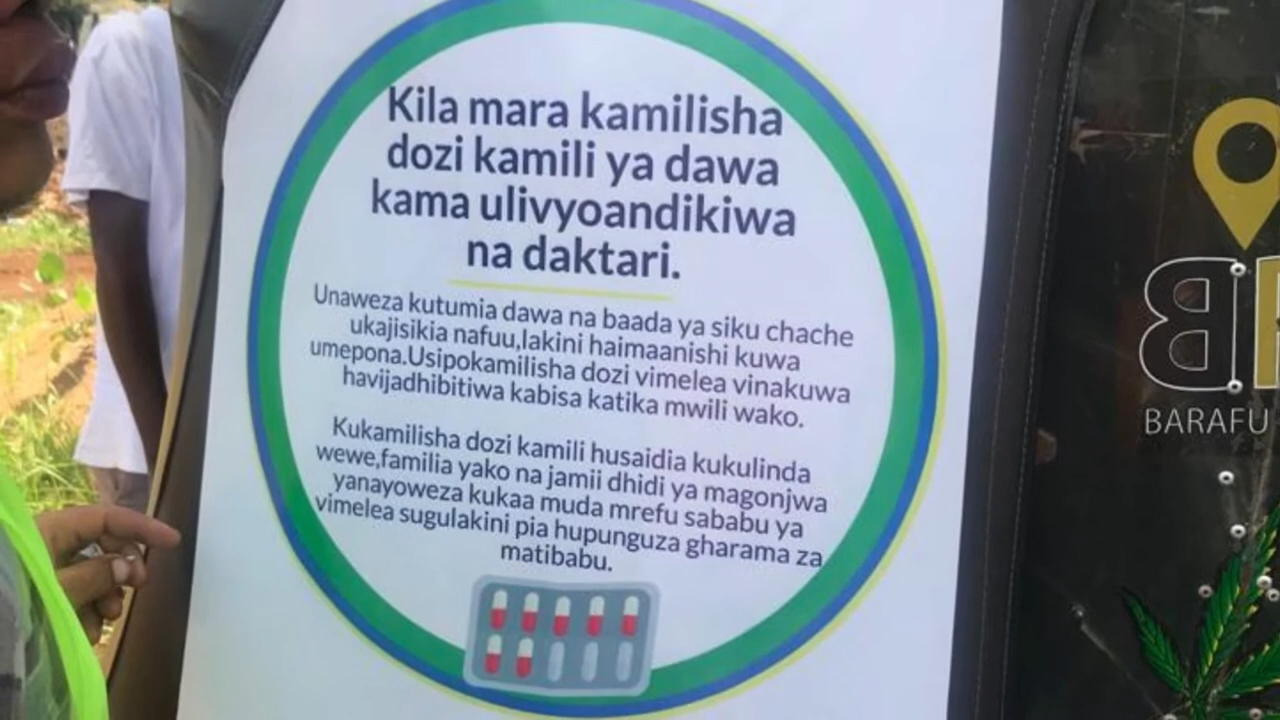 Kila mara kamilisha
dozi kamili ya dawa
kama ulivyoandikiwa
na daktari.
Unaweza kutumia dawa na baada ya siku chache
ukajisikia nafuu,lakini haimaanishi kuwa
umepona.Usipokamilisha dozi vimelea vinakuwa
havijadhibitiwa kabisa katika mwili wako.
Kukamilisha dozi kamili husaidia kukulinda
wewe,familia yako na jamii dhidi ya magonjwa
yanayoweza kukaa muda mrefu sababu ya
vimelea sugulakini pia hupunguza gharama za
matibabu.
BARAFU